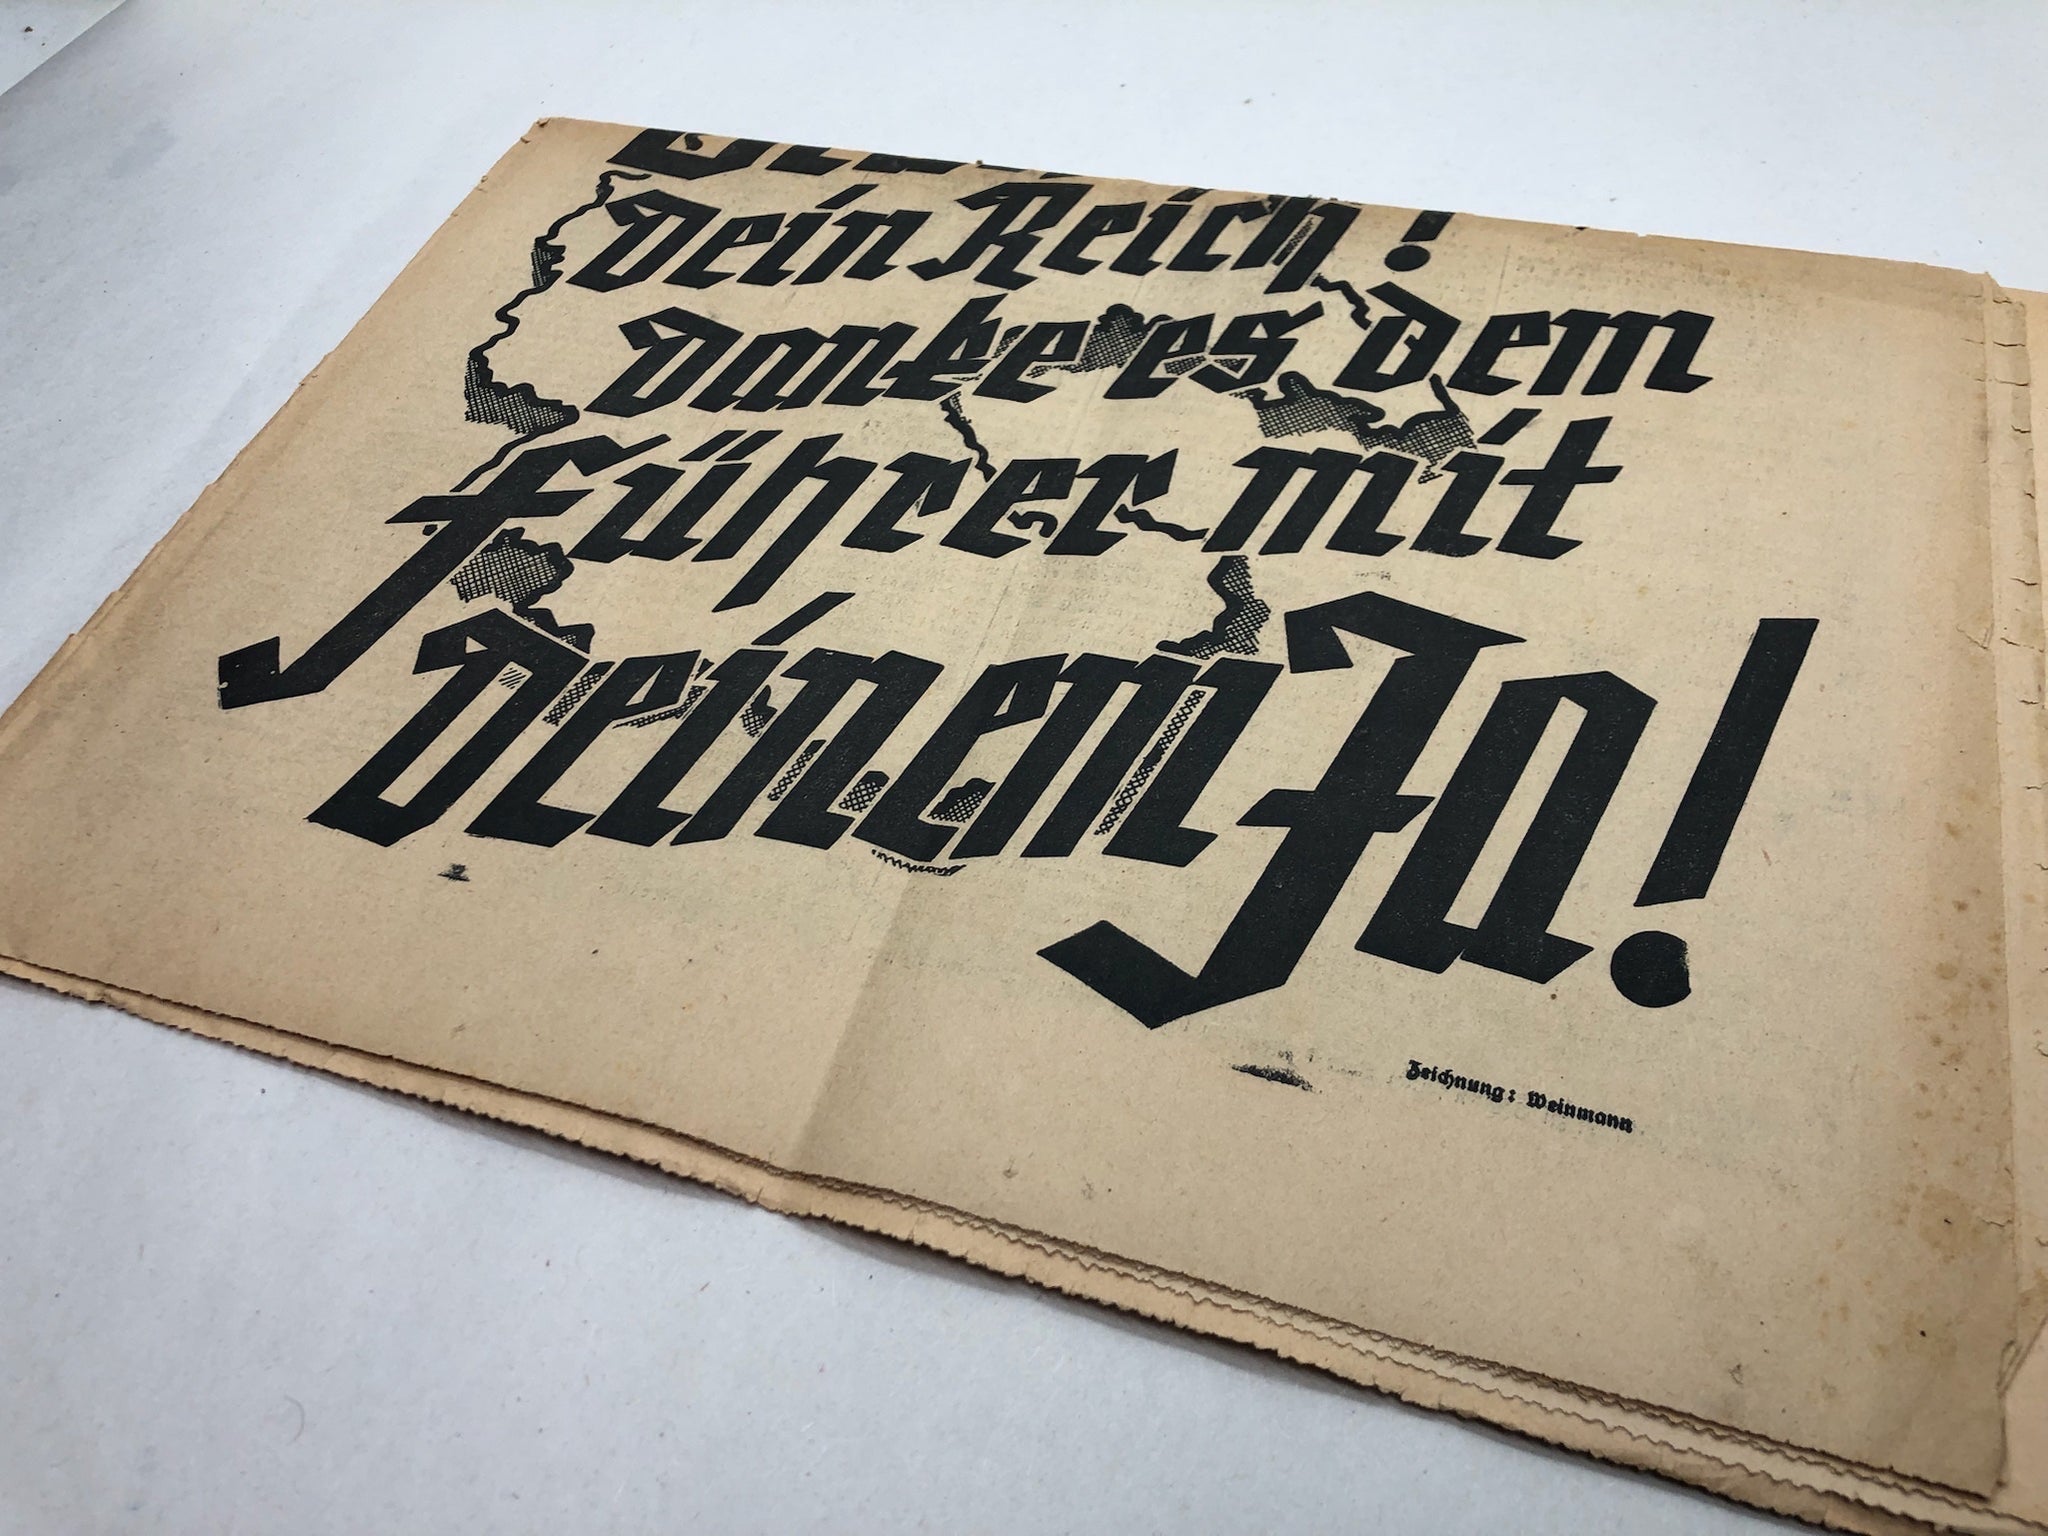 Dein Reich!
danke es dem
Führer mit
Deinem Ja!
Zeichnung: Weinmann